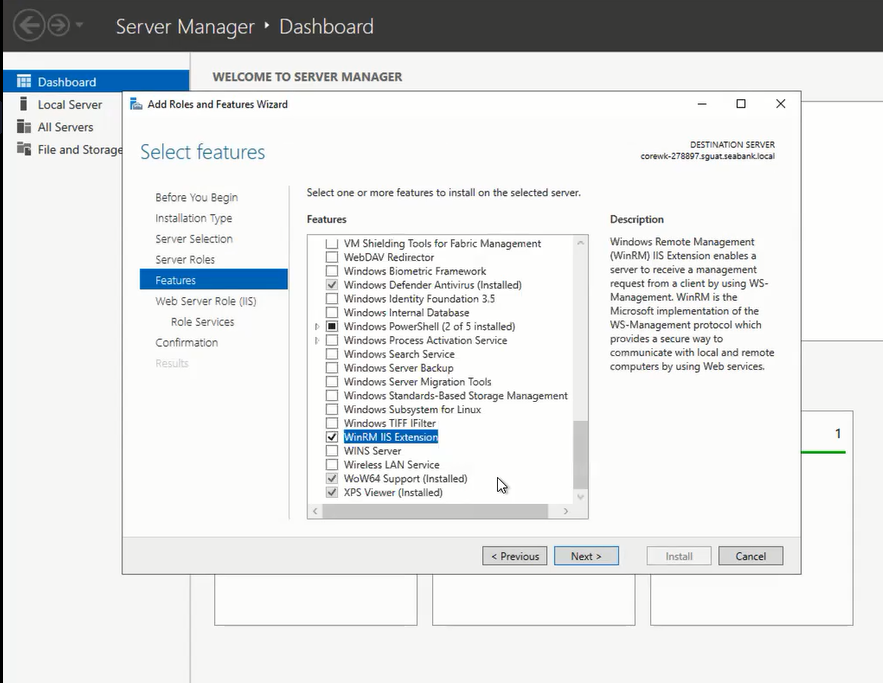 Server Manager ‣ Dashboard
Dashboard
Local Server
All Servers
File and Storage
WELCOME TO SERVER MANAGER
Add Roles and Features Wizard
Select features
DESTINATION SERVER
corewk-278897.sguat.seabank.local
Before You Begin
Installation Type
Server Selection
Server Roles
Features
Web Server Role (IIS)
Role Services
Confirmation
Results
Select one or more features to install on the selected server.
Features
VM Shielding Tools for Fabric Management
WebDAV Redirector
Windows Biometric Framework
Windows Defender Antivirus (Installed)
Windows Identity Foundation 3.5
Windows Internal Database
Windows PowerShell (2 of 5 installed)
Windows Process Activation Service
Windows Search Service
Windows Server Backup
Windows Server Migration Tools
Windows Standards-Based Storage Management
Windows Subsystem for Linux
Windows TIFF IFilter
WinRM IIS Extension
WINS Server
Wireless LAN Service
WoW64 Support (Installed)
XPS Viewer (Installed)
Description
Windows Remote Management
(WinRM) IIS Extension enables a
server to receive a management
request from a client by using WS-
Management. WinRM is the
Microsoft implementation of the
WS-Management protocol which
provides a secure way to
communicate with local and remote
computers by using Web services.
1
< Previous
Next >
Install
Cancel